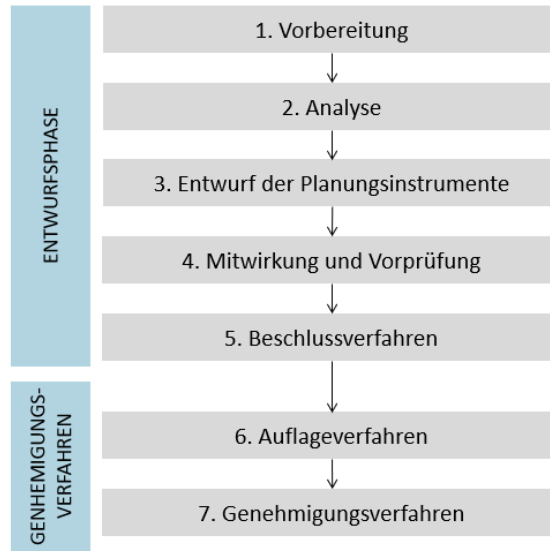 ENTWURFSPHASE
1. Vorbereitung
2. Analyse
3. Entwurf der Planungsinstrumente
4. Mitwirkung und Vorprüfung
5. Beschlussverfahren
GENHEMIGUNGS-
VERFAHREN
6. Auflageverfahren
7. Genehmigungsverfahren